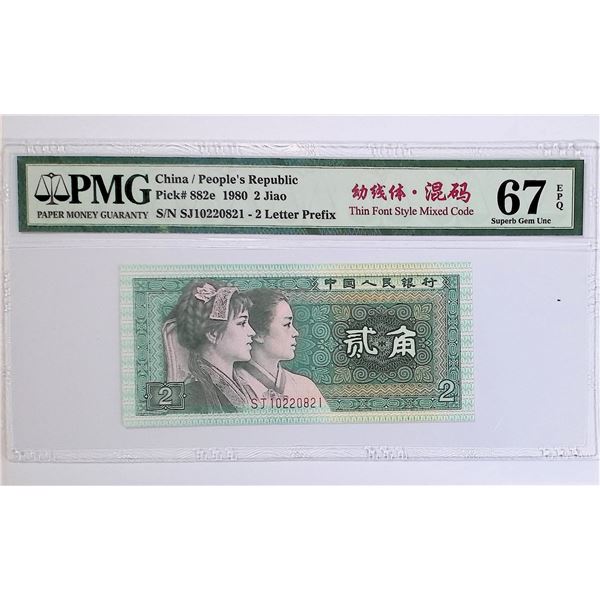 PMG
PAPER MONEY GUARANTY
China / People's Republic
Pick# 882e 1980 2 Jiao
S/N SJ10220821 - 2 Letter Prefix
幼线体·混码
Thin Font Style Mixed Code
67
EPQ
Superb Gem Unc
中国人民银行
贰角
2
SJ10220821
2